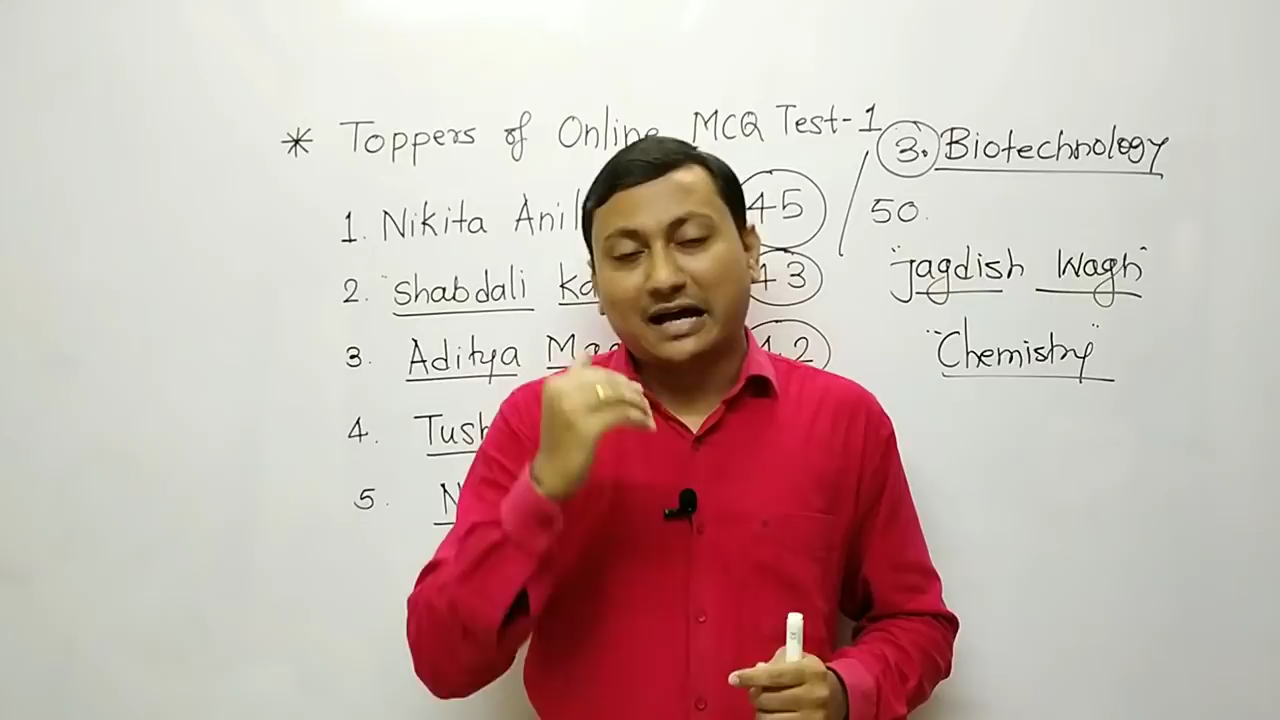 * Toppers of Online MCQ Test-1
1. Nikita Anil 45 / 50.
2. "Shabdali 43
3. Aditya 42
4.
5.
3. Biotechnology
"Jagdish Wagh"
"Chemistry"